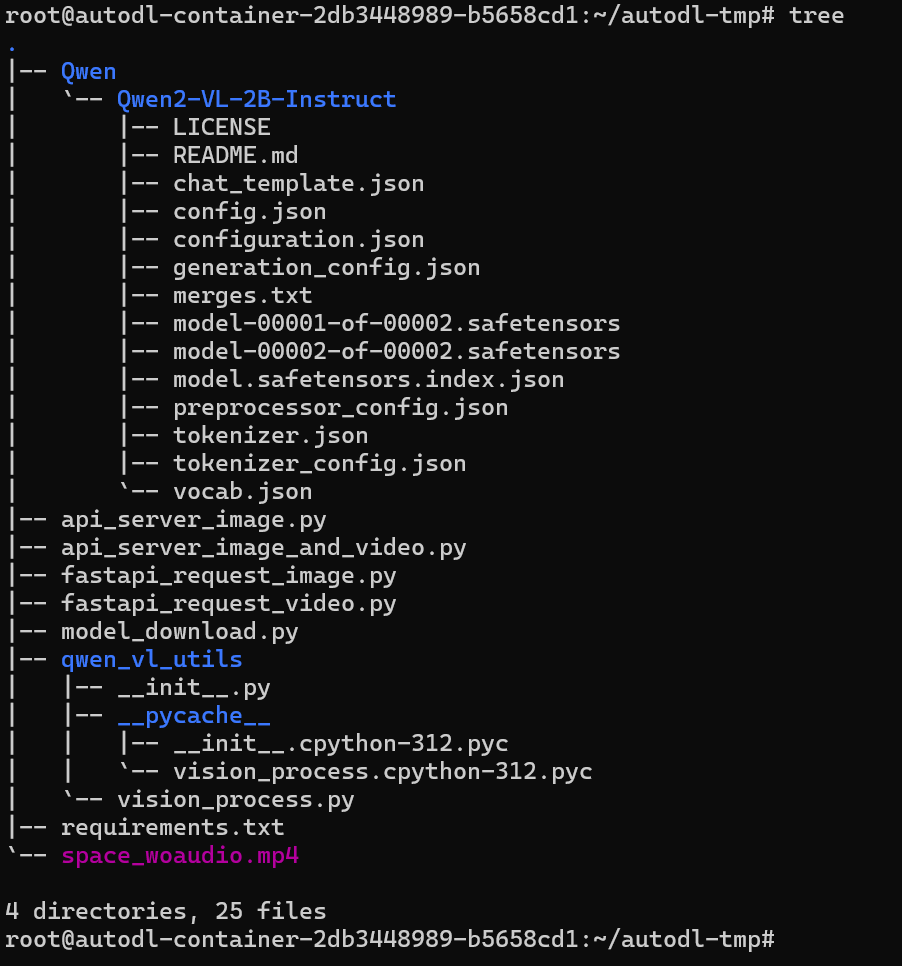 root@autodl-container-2db3448989-b5658cd1:~/autodl-tmp# tree
.
|-- Qwen
|   `-- Qwen2-VL-2B-Instruct
|       |-- LICENSE
|       |-- README.md
|       |-- chat_template.json
|       |-- config.json
|       |-- configuration.json
|       |-- generation_config.json
|       |-- merges.txt
|       |-- model-00001-of-00002.safetensors
|       |-- model-00002-of-00002.safetensors
|       |-- model.safetensors.index.json
|       |-- preprocessor_config.json
|       |-- tokenizer.json
|       |-- tokenizer_config.json
|       `-- vocab.json
|-- api_server_image.py
|-- api_server_image_and_video.py
|-- fastapi_request_image.py
|-- fastapi_request_video.py
|-- model_download.py
|-- qwen_vl_utils
|   |-- __init__.py
|   |-- __pycache__
|   |   |-- __init__.cpython-312.pyc
|   |   `-- vision_process.cpython-312.pyc
|   `-- vision_process.py
|-- requirements.txt
`-- space_woaudio.mp4

4 directories, 25 files
root@autodl-container-2db3448989-b5658cd1:~/autodl-tmp#